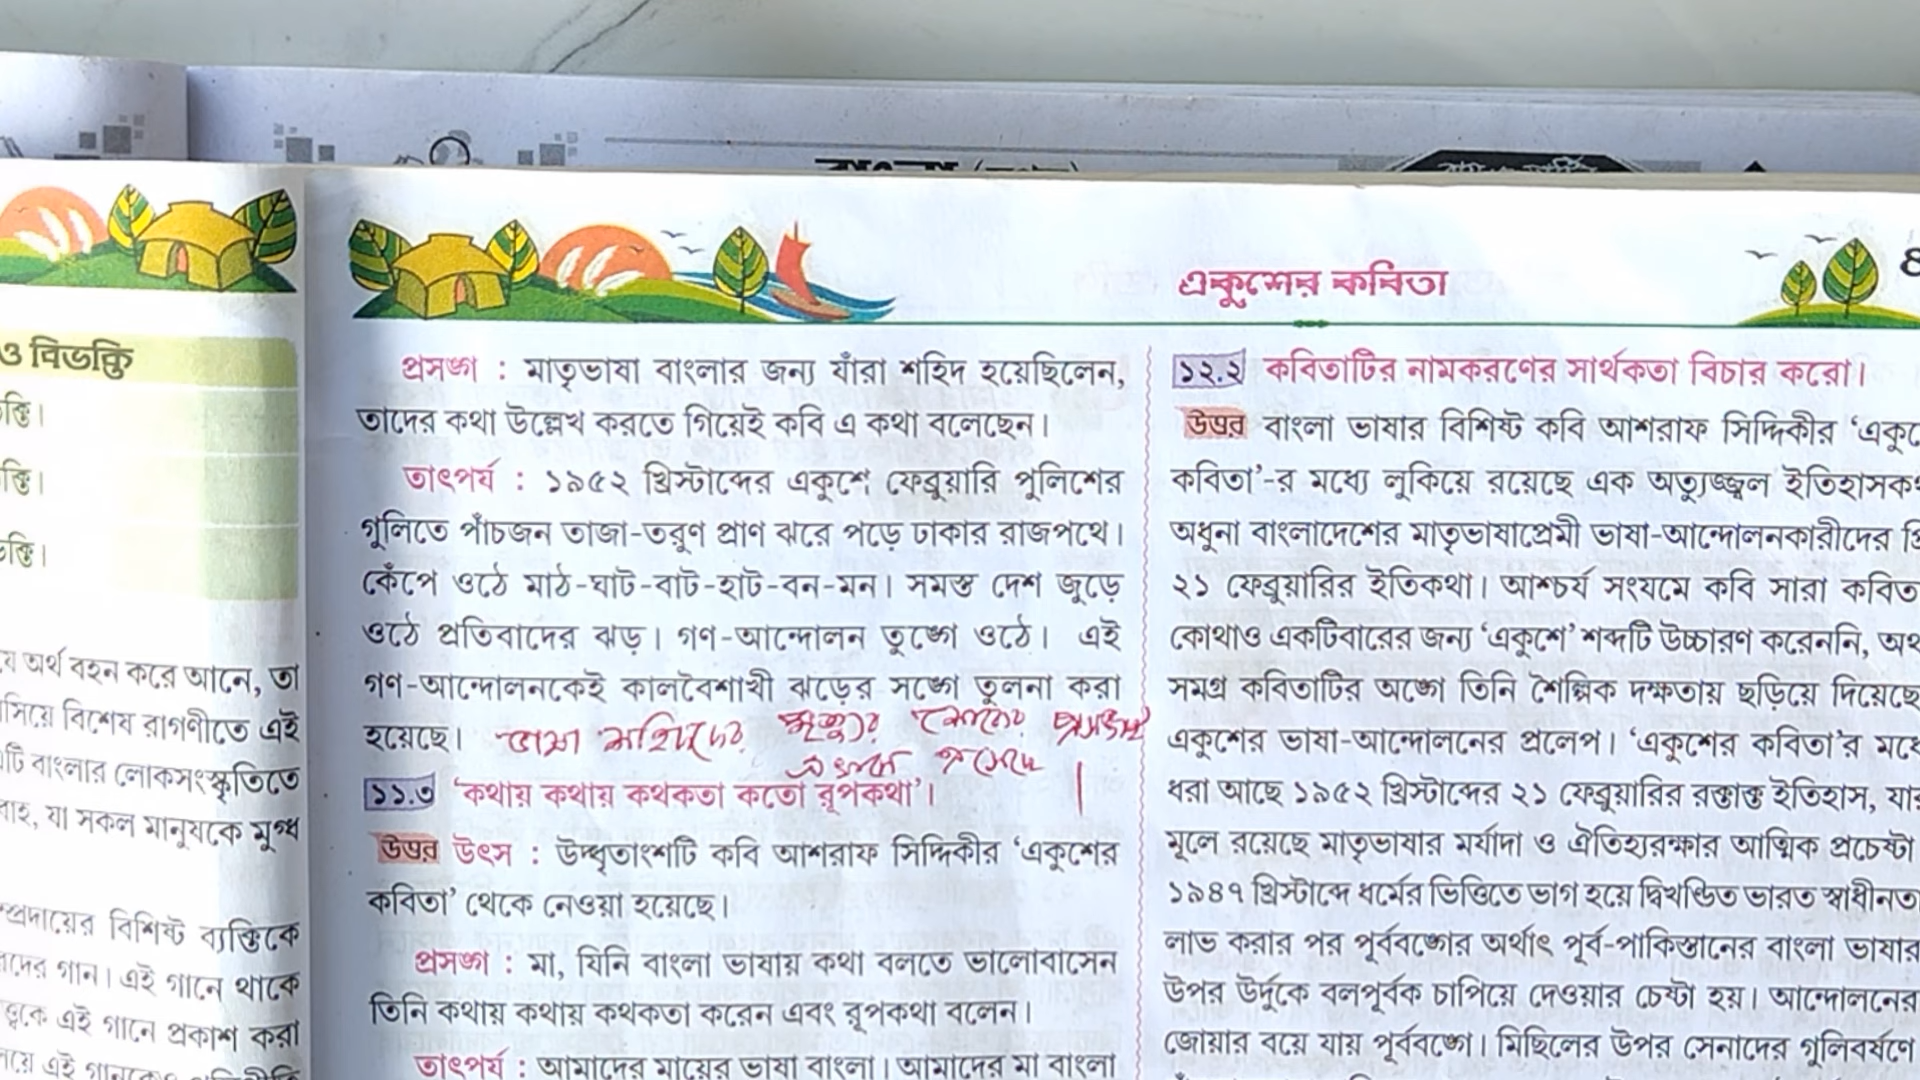 একুশের কবিতা
ও বিভক্তি
য অর্থ বহন করে আনে, তা
বিশেষ রাগণীতে এই
বাংলার লোকসংস্কৃতিতে
যা সকল মানুষকে মুগ্ধ
বিশিষ্ট ব্যক্তিকে
গান। এই গানে থাকে
এই গানে প্রকাশ করা
প্রসঙ্গ : মাতৃভাষা বাংলার জন্য যাঁরা শহিদ হয়েছিলেন,
তাদের কথা উল্লেখ করতে গিয়েই কবি এ কথা বলেছেন।
তাৎপর্য : ১৯৫২ খ্রিস্টাব্দের একুশে ফেব্রুয়ারি পুলিশের
গুলিতে পাঁচজন তাজা-তরুণ প্রাণ ঝরে পড়ে ঢাকার রাজপথে।
কেঁপে ওঠে মাঠ-ঘাট-বাট-হাট-বন-মন। সমস্ত দেশ জুড়ে
ওঠে প্রতিবাদের ঝড়। গণ-আন্দোলন তুঙ্গে ওঠে। এই
গণ-আন্দোলনকেই কালবৈশাখী ঝড়ের সঙ্গে তুলনা করা
হয়েছে। ভাষা শহিদদের মৃত্যুর
১১.৩ 'কথায় কথায় কথকতা কতো রূপকথা'।
উত্তর উৎস : উদ্ধৃতাংশটি কবি আশরাফ সিদ্দিকীর 'একুশের
কবিতা' থেকে নেওয়া হয়েছে।
প্রসঙ্গ : মা, যিনি বাংলা ভাষায় কথা বলতে ভালোবাসেন
তিনি কথায় কথায় কথকতা করেন এবং রূপকথা বলেন।
তাৎপর্য : আমাদের মায়ের ভাষা বাংলা। আমাদের মা বাংলা
১২.২ কবিতাটির নামকরণের সার্থকতা বিচার করো।
উত্তর বাংলা ভাষার বিশিষ্ট কবি আশরাফ সিদ্দিকীর 'একুশে
কবিতা'-র মধ্যে লুকিয়ে রয়েছে এক অত্যুজ্জ্বল ইতিহাসক
অধুনা বাংলাদেশের মাতৃভাষাপ্রেমী ভাষা-আন্দোলনকারীদের
২১ ফেব্রুয়ারির ইতিকথা। আশ্চর্য সংযমে কবি সারা কবিত
কোথাও একটিবারের জন্য 'একুশে' শব্দটি উচ্চারণ করেননি, অথ
সমগ্র কবিতাটির অঙ্গে তিনি শৈল্পিক দক্ষতায় ছড়িয়ে দিয়েছে
একুশের ভাষা-আন্দোলনের প্রলেপ। 'একুশের কবিতা'র মধ্যে
ধরা আছে ১৯৫২ খ্রিস্টাব্দের ২১ ফেব্রুয়ারির রক্তাক্ত ইতিহাস, যার
মূলে রয়েছে মাতৃভাষার মর্যাদা ও ঐতিহ্যরক্ষার আত্মিক প্রচেষ্টা
১৯৪৭ খ্রিস্টাব্দে ধর্মের ভিত্তিতে ভাগ হয়ে দ্বিখণ্ডিত ভারত স্বাধীনতা
লাভ করার পর পূর্ববঙ্গের অর্থাৎ পূর্ব-পাকিস্তানের বাংলা ভাষার
উপর উর্দুকে বলপূর্বক চাপিয়ে দেওয়ার চেষ্টা হয়। আন্দোলনের
জোয়ার বয়ে যায় পূর্ববঙ্গে। মিছিলের উপর সেনাদের গুলিবর্ষণে